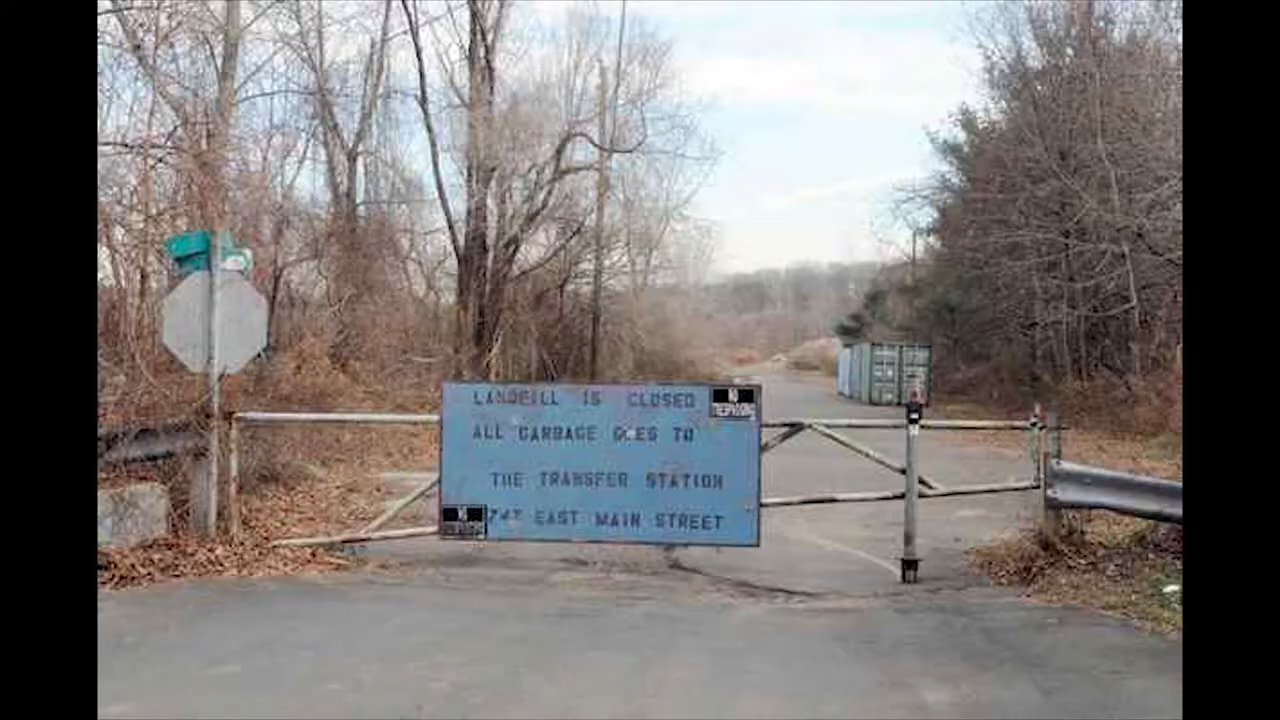 LANDFILL IS CLOSED
NO
TRESPASSING
ALL GARBAGE GOES TO
THE TRANSFER STATION
EAST MAIN STREET